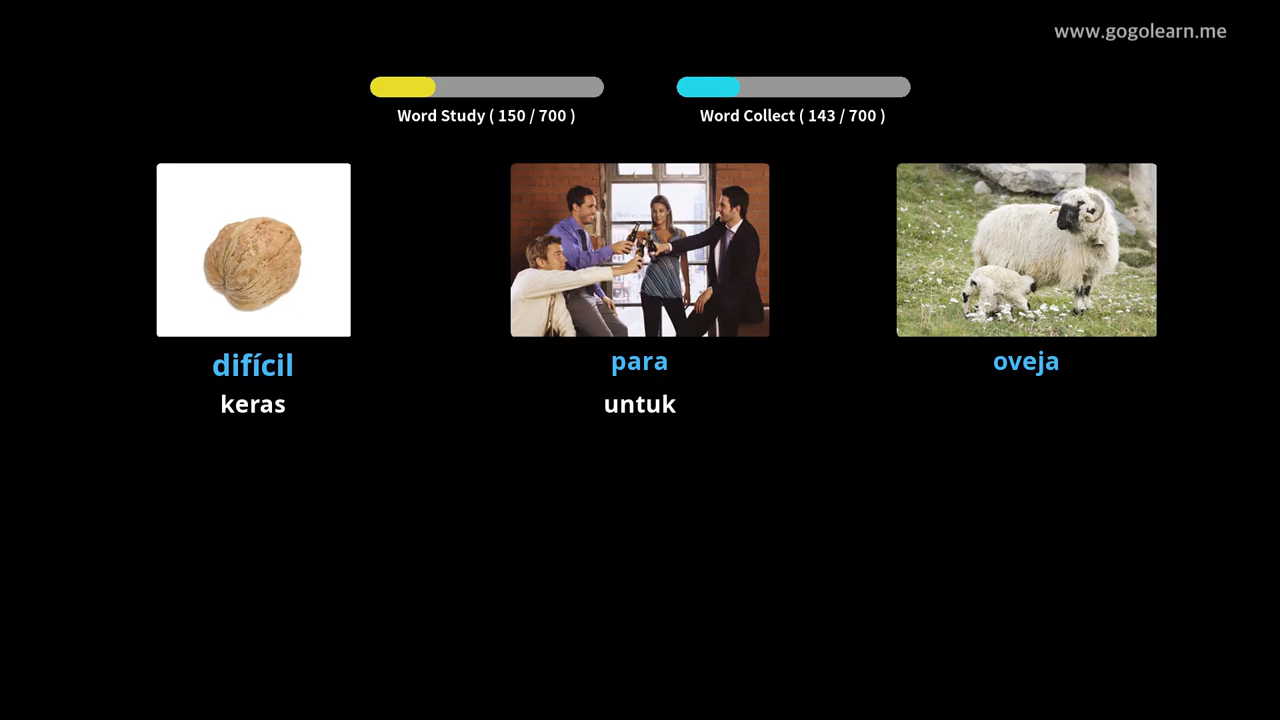 www.gogolearn.me
Word Study ( 150 / 700 )
Word Collect ( 143 / 700 )
difícil
keras
para
untuk
oveja